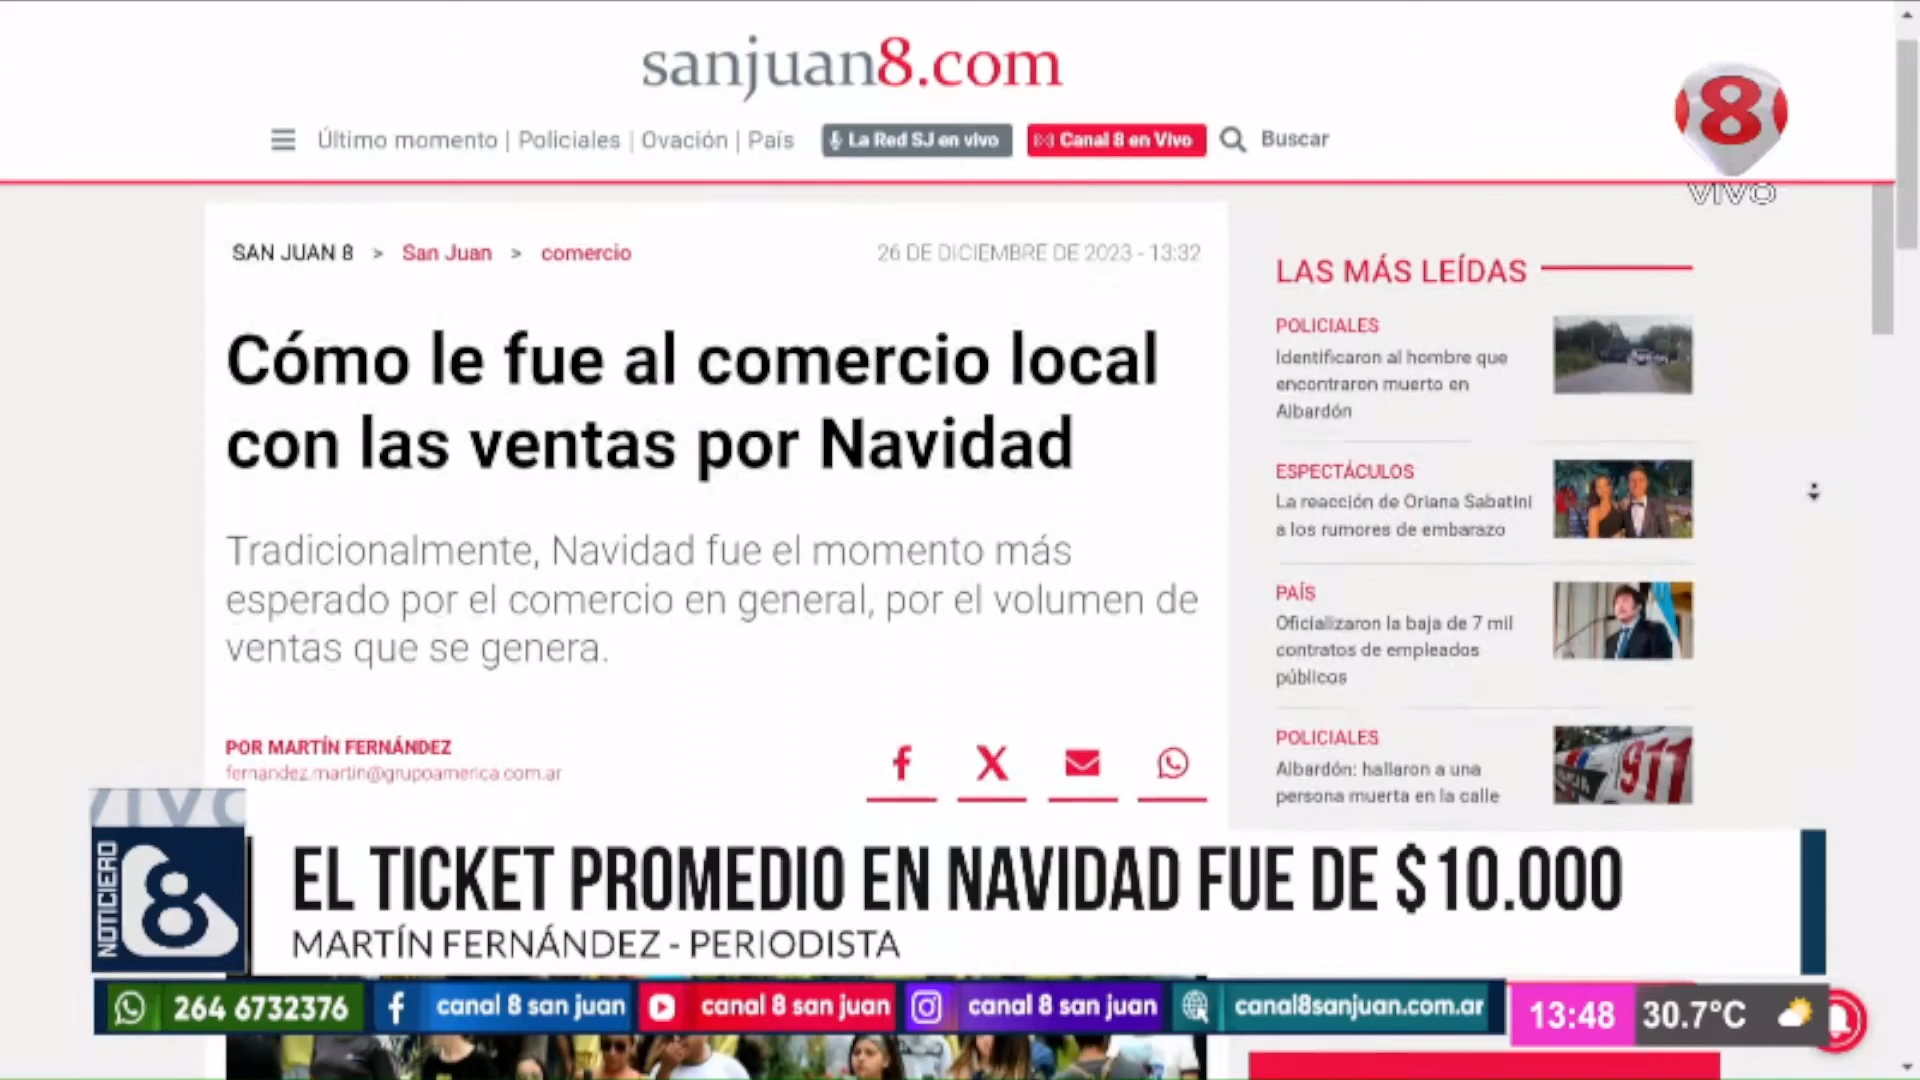 sanjuan8.com
Último momento | Policiales | Ovación | País
La Red SJ en vivo
Canal 8 en Vivo
Buscar
8
VIVO
SAN JUAN 8 > San Juan > comercio
26 DE DICIEMBRE DE 2023 - 13:32
Cómo le fue al comercio local
con las ventas por Navidad
Tradicionalmente, Navidad fue el momento más
esperado por el comercio en general, por el volumen de
ventas que se genera.
POR MARTÍN FERNÁNDEZ
fernandez.martin@grupoamerica.com.ar
LAS MÁS LEÍDAS
POLICIALES
Identificaron al hombre que
encontraron muerto en
Albardón
ESPECTÁCULOS
La reacción de Oriana Sabatini
a los rumores de embarazo
PAÍS
Oficializaron la baja de 7 mil
contratos de empleados
públicos
POLICIALES
Albardón: hallaron a una
persona muerta en la calle
911
VIVO
NOTICIERO
8
EL TICKET PROMEDIO EN NAVIDAD FUE DE $10.000
MARTÍN FERNÁNDEZ - PERIODISTA
264 6732376
canal 8 san juan
canal 8 san juan
canal 8 san juan
canal8sanjuan.com.ar
13:48
30.7°C